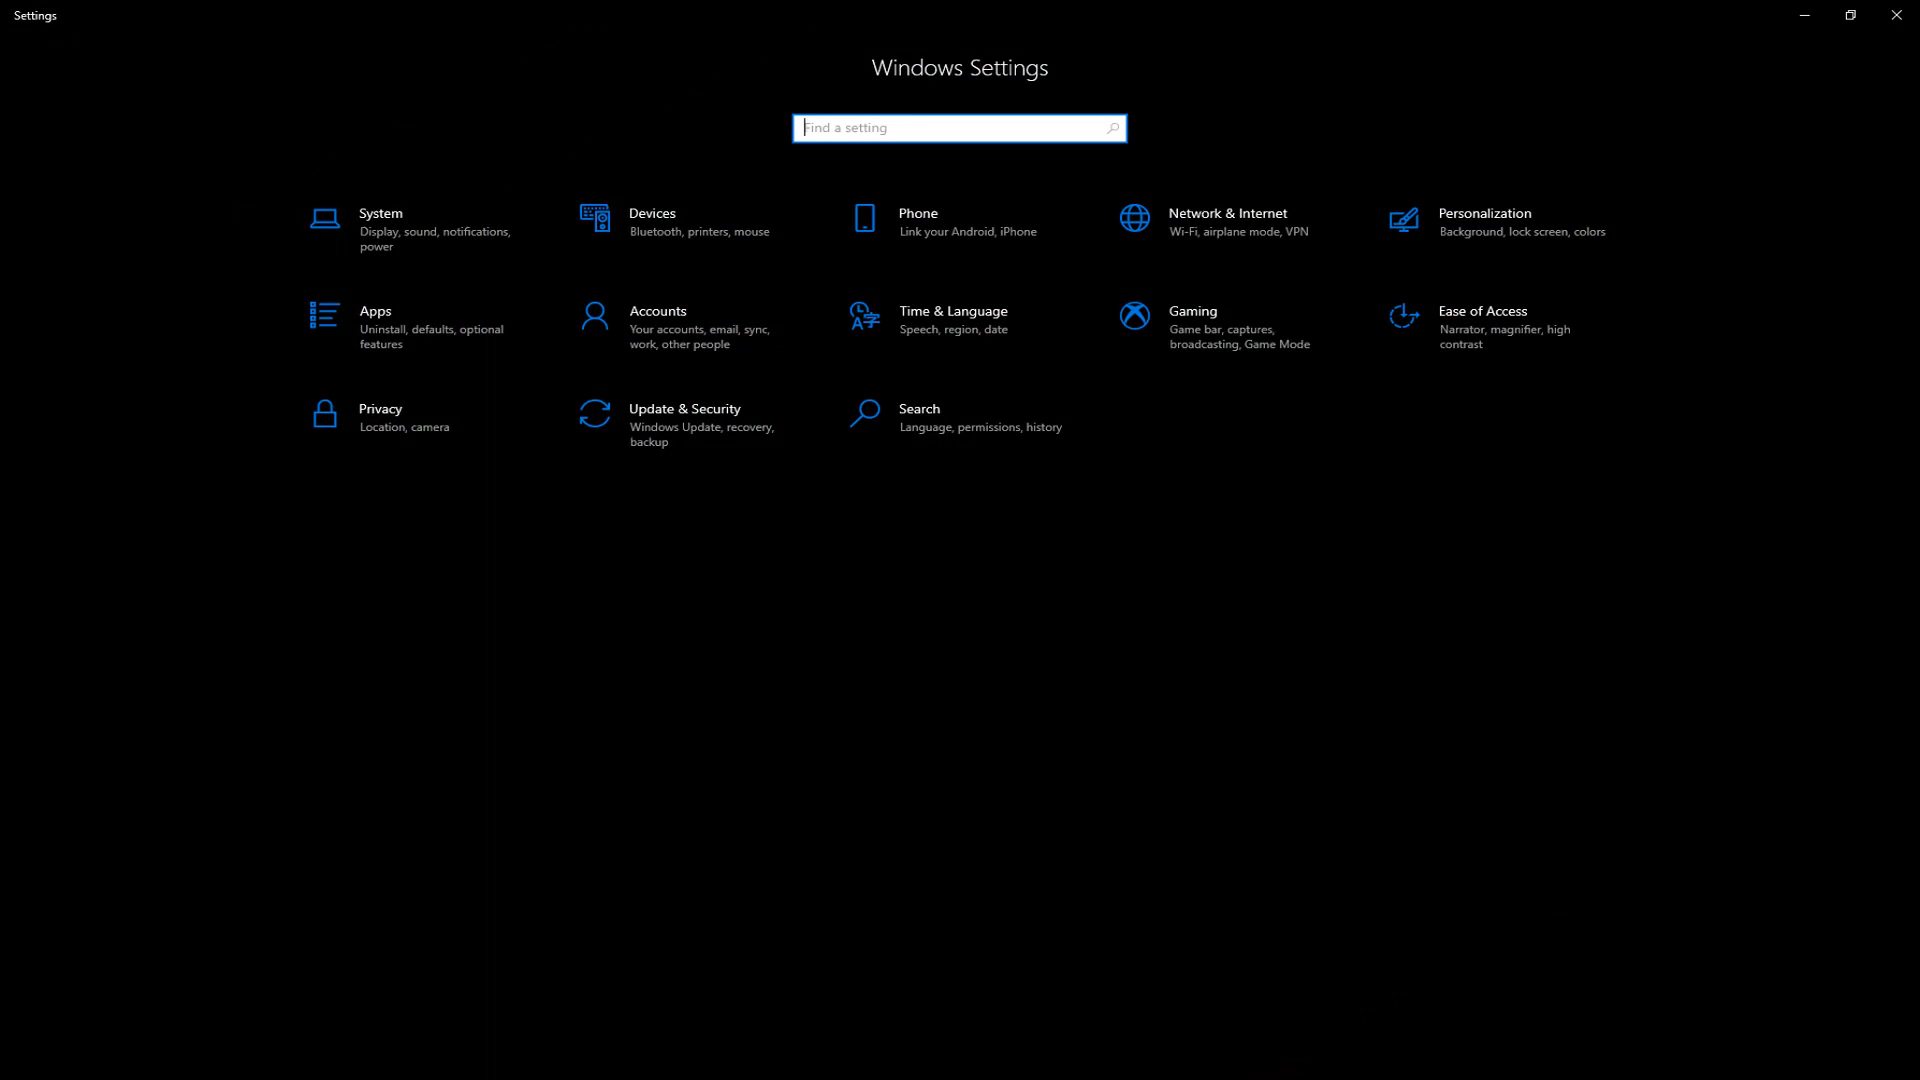 Settings
Windows Settings
Find a setting
System
Display, sound, notifications,
power
Devices
Bluetooth, printers, mouse
Phone
Link your Android, iPhone
Network & Internet
Wi-Fi, airplane mode, VPN
Personalization
Background, lock screen, colors
Apps
Uninstall, defaults, optional
features
Accounts
Your accounts, email, sync,
work, other people
Time & Language
Speech, region, date
Gaming
Game bar, captures,
broadcasting, Game Mode
Ease of Access
Narrator, magnifier, high
contrast
Privacy
Location, camera
Update & Security
Windows Update, recovery,
backup
Search
Language, permissions, history